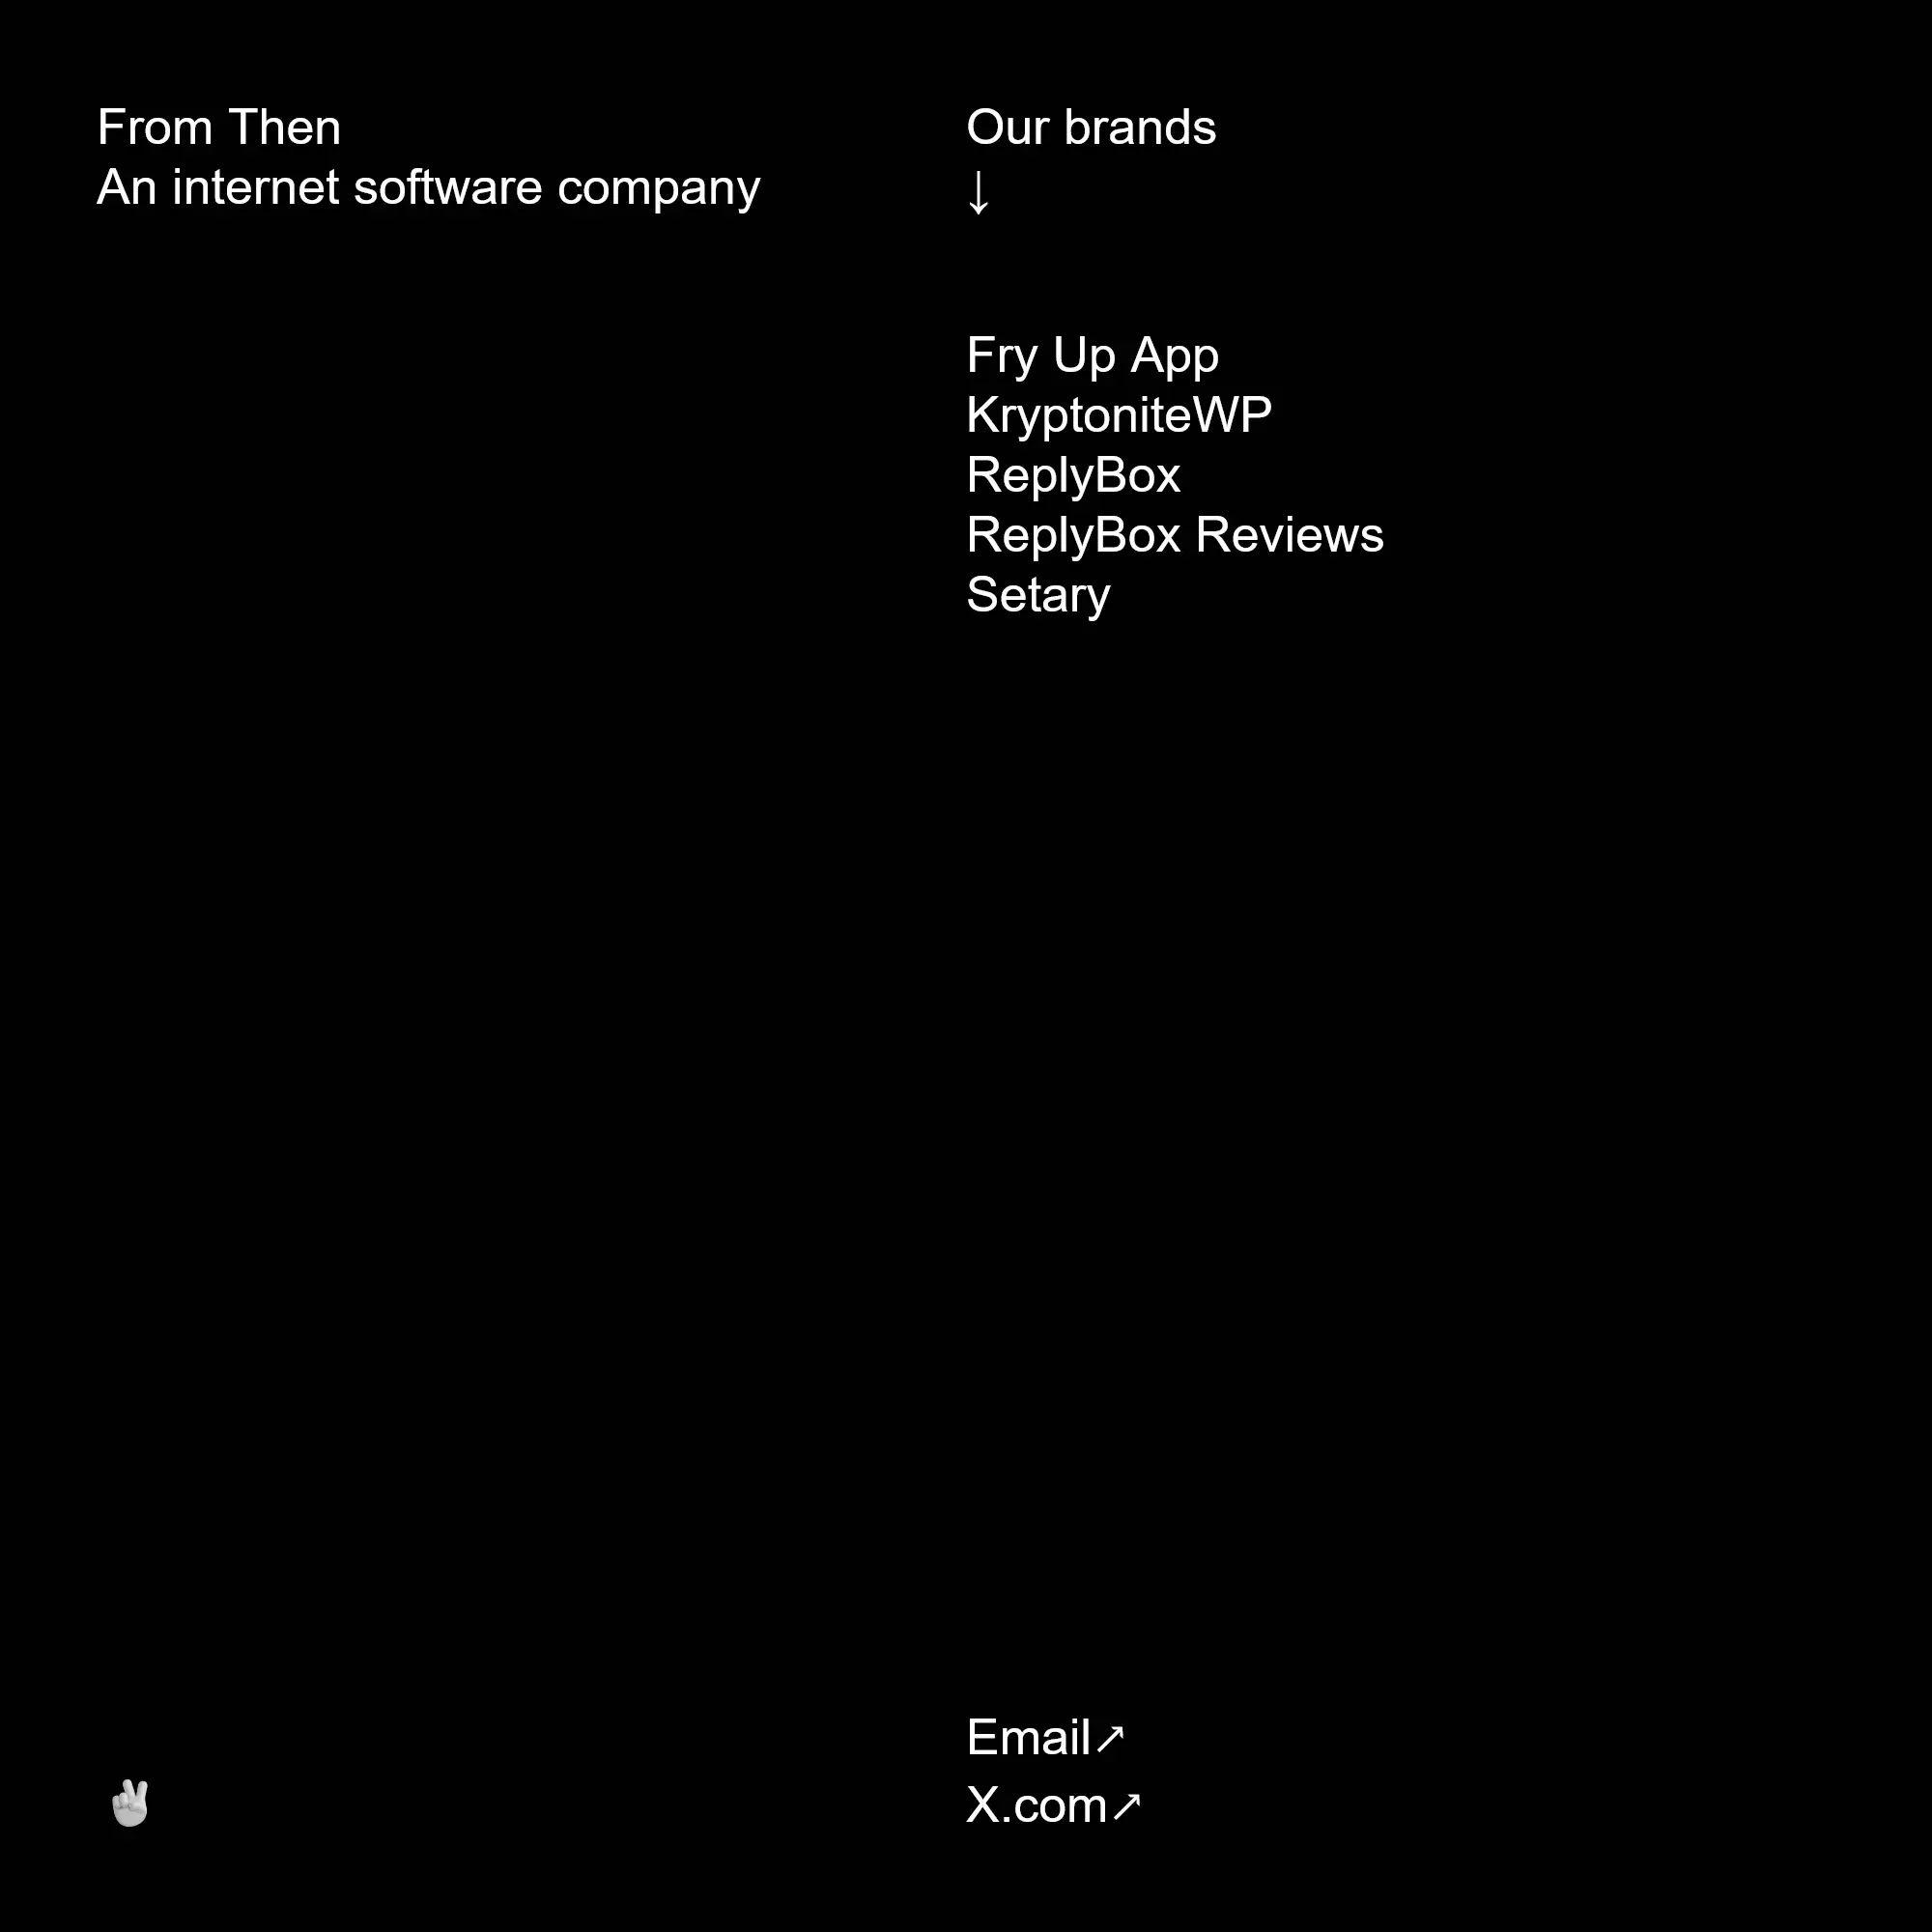 From Then
An internet software company
Our brands
↓
Fry Up App
KryptoniteWP
ReplyBox
ReplyBox Reviews
Setary
Email↗
X.com↗
✌